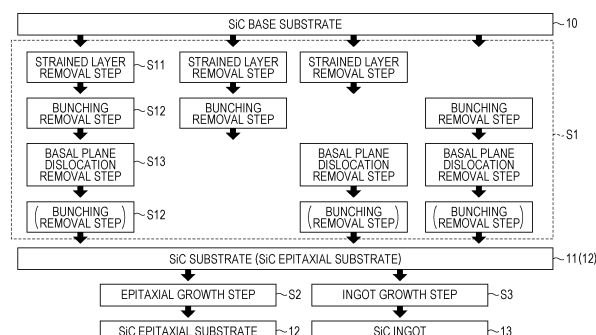 SiC BASE SUBSTRATE 10
STRAINED LAYER STRAINED LAYER STRAINED LAYER
REMOVAL STEP S11 REMOVAL STEP REMOVAL STEP
BUNCHING BUNCHING BUNCHING
REMOVAL STEP S12 REMOVAL STEP REMOVAL STEP
S1
BASAL PLANE BASAL PLANE BASAL PLANE
DISLOCATION S13 DISLOCATION DISLOCATION
REMOVAL STEP REMOVAL STEP REMOVAL STEP
(BUNCHING (BUNCHING (BUNCHING
REMOVAL STEP) S12 REMOVAL STEP) REMOVAL STEP)
SiC SUBSTRATE (SiC EPITAXIAL SUBSTRATE) 11(12)
EPITAXIAL GROWTH STEP S2 INGOT GROWTH STEP S3
SiC EPITAXIAL SUBSTRATE 12 SiC INGOT 13